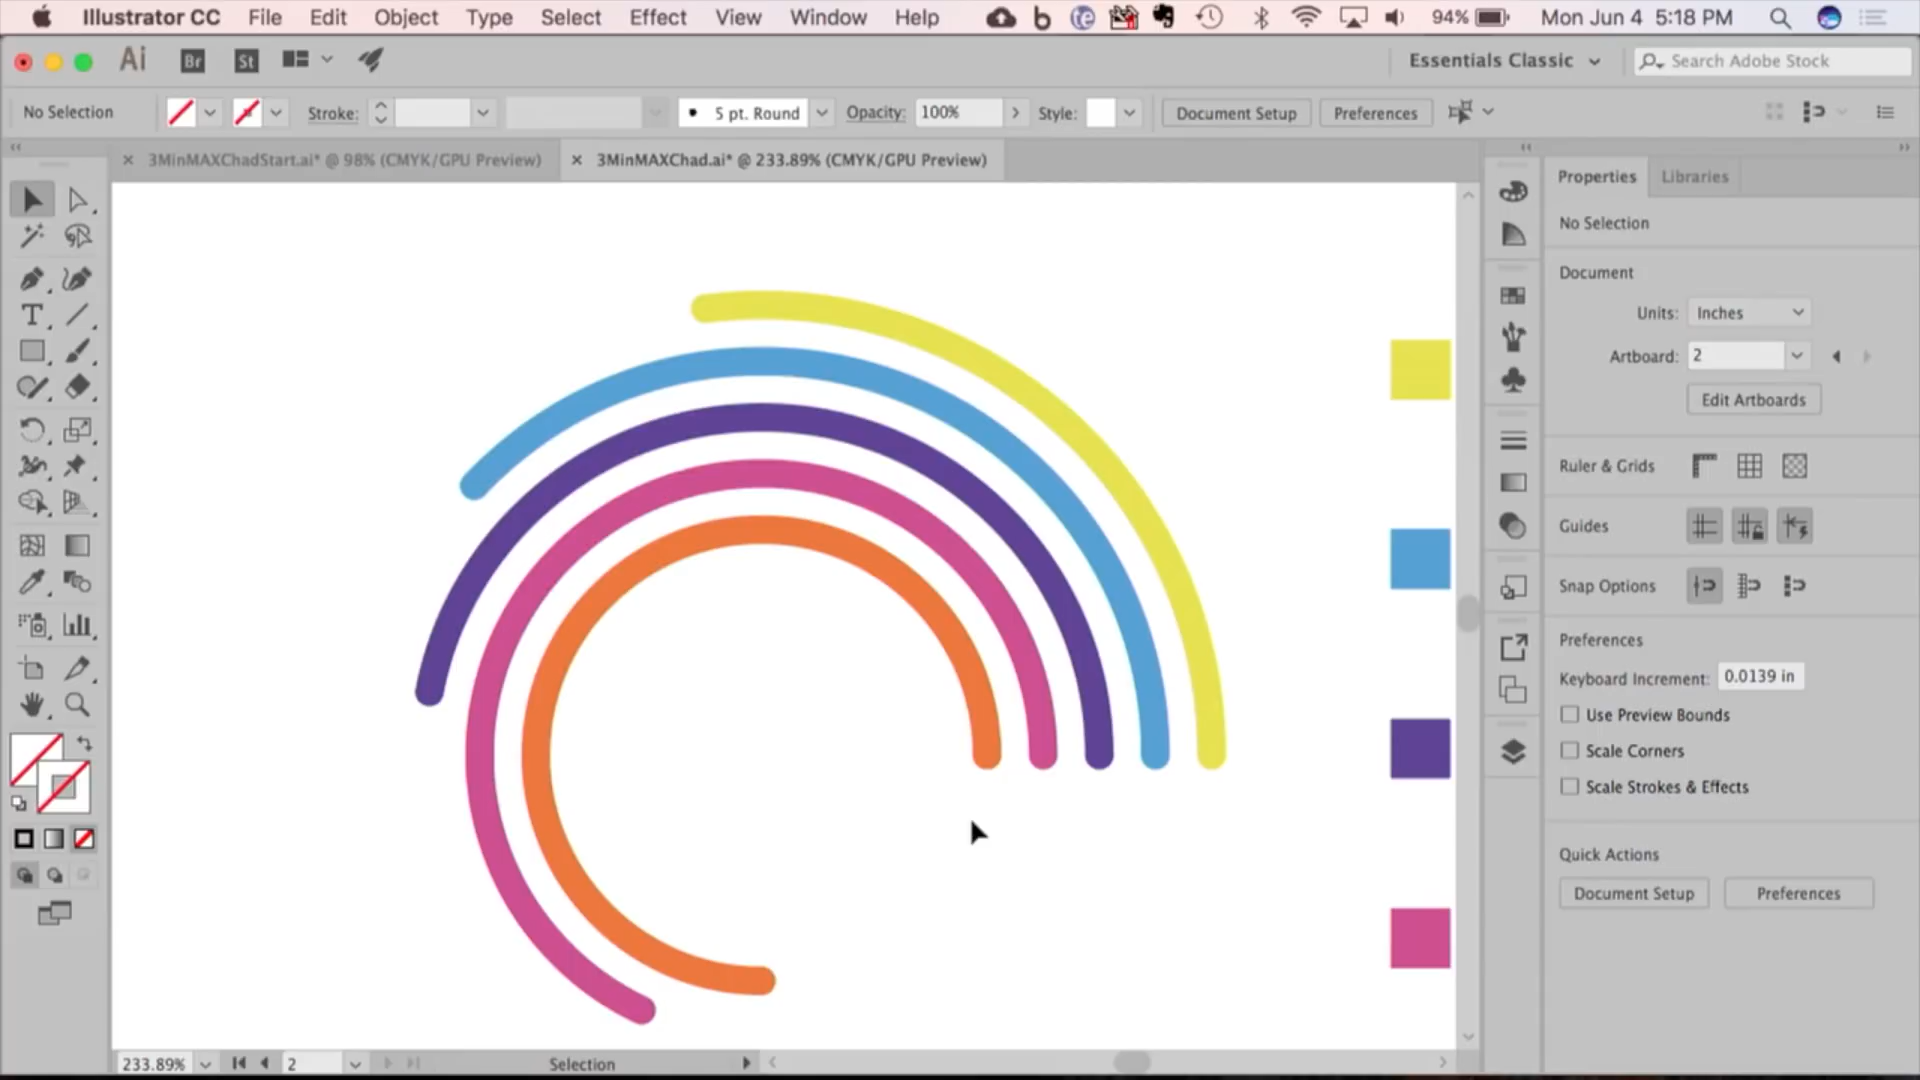 Illustrator CC File Edit Object Type Select Effect View Window Help 94% Mon Jun 4 5:18 PM
Ai Br St Essentials Classic Search Adobe Stock
No Selection Stroke: 5 pt. Round Opacity: 100% Style: Document Setup Preferences
3MinMAXChadStart.ai* @ 98% (CMYK/GPU Preview) 3MinMAXChad.ai* @ 233.89% (CMYK/GPU Preview)
Properties Libraries
No Selection
Document
Units: Inches
Artboard: 2
Edit Artboards
Ruler & Grids
Guides
Snap Options
Preferences
Keyboard Increment: 0.0139 in
Use Preview Bounds
Scale Corners
Scale Strokes & Effects
Quick Actions
Document Setup Preferences
233.89% 2 Selection